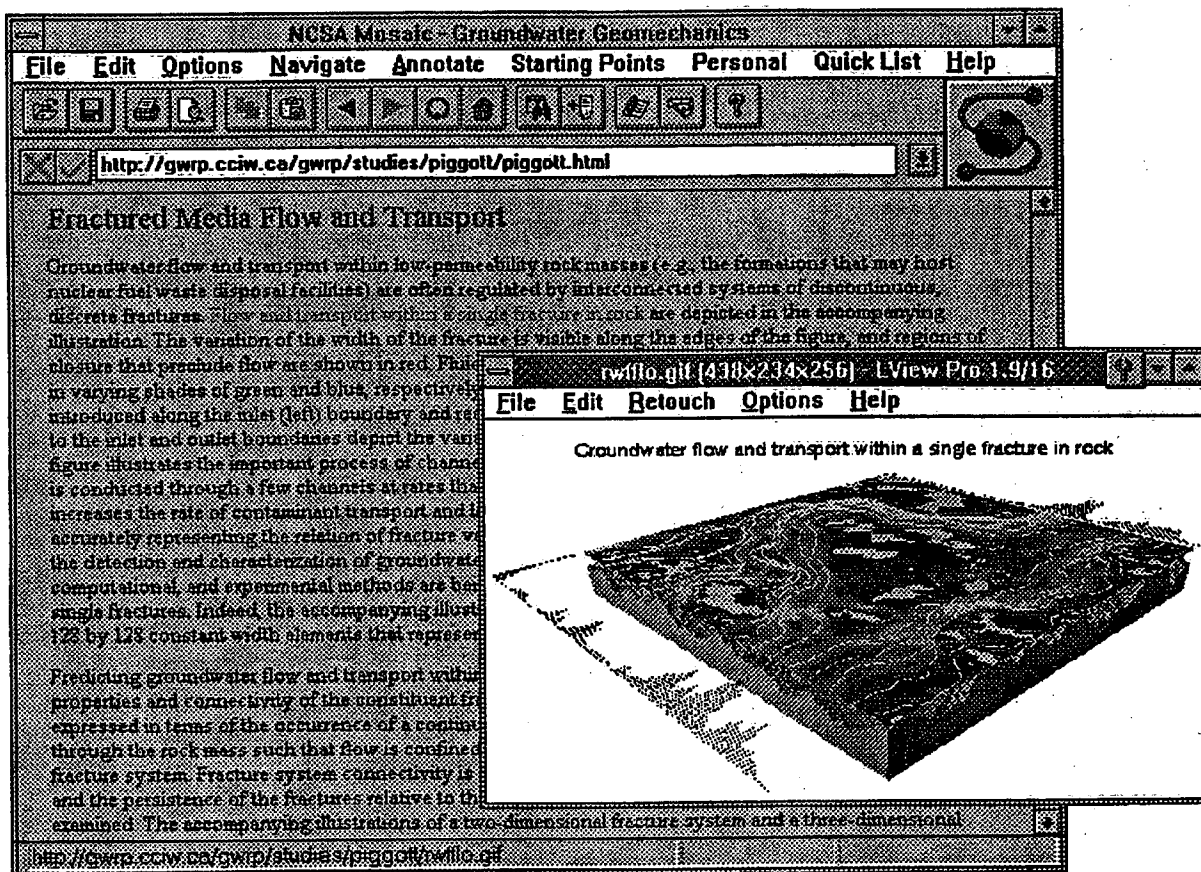 NCSA Mosaic - Groundwater Geomechanics
File Edit Options Navigate Annotate Starting Points Personal Quick List Help
http://gwrp.cciw.ca/gwrp/studies/piggott/piggott.html
Fractured Media Flow and Transport
Groundwater flow and transport within low-permeability rock masses (e.g., the formations that may host
nuclear fuel waste disposal facilities) are often regulated by interconnected systems of discontinuous,
discrete fractures. Flow and transport within a single fracture in rock are depicted in the accompanying
illustration. The variation of the width of the fracture is visible along the edges of the figure, and regions of
closure that preclude flow are shown in red.
in varying shades of green and blue, respectively
introduced along the inlet (left) boundary and
to the inlet and outlet boundaries depict the
figure illustrates the important process of
is conducted through a few channels at rates
increases the rate of contaminant transport and
accurately representing the relation of fracture
the detection and characterization of
computational, and experimental methods are
single fractures. Indeed, the accompanying
by 128 constant width elements that
Predicting groundwater flow and transport
properties and connectivity of the constituent
expressed in terms of the occurrence of a
through the rock mass such that flow is confined
fracture system. Fracture system connectivity is
and the persistence of the fractures relative to
examined. The accompanying illustrations of a two-dimensional fracture system and a three-dimensional
http://gwrp.cciw.ca/gwrp/studies/piggott/rwfflo.gif
rwfflo.gif [438x234x256] - LView Pro 1.9/16
File Edit Retouch Options Help
Groundwater flow and transport within a single fracture in rock